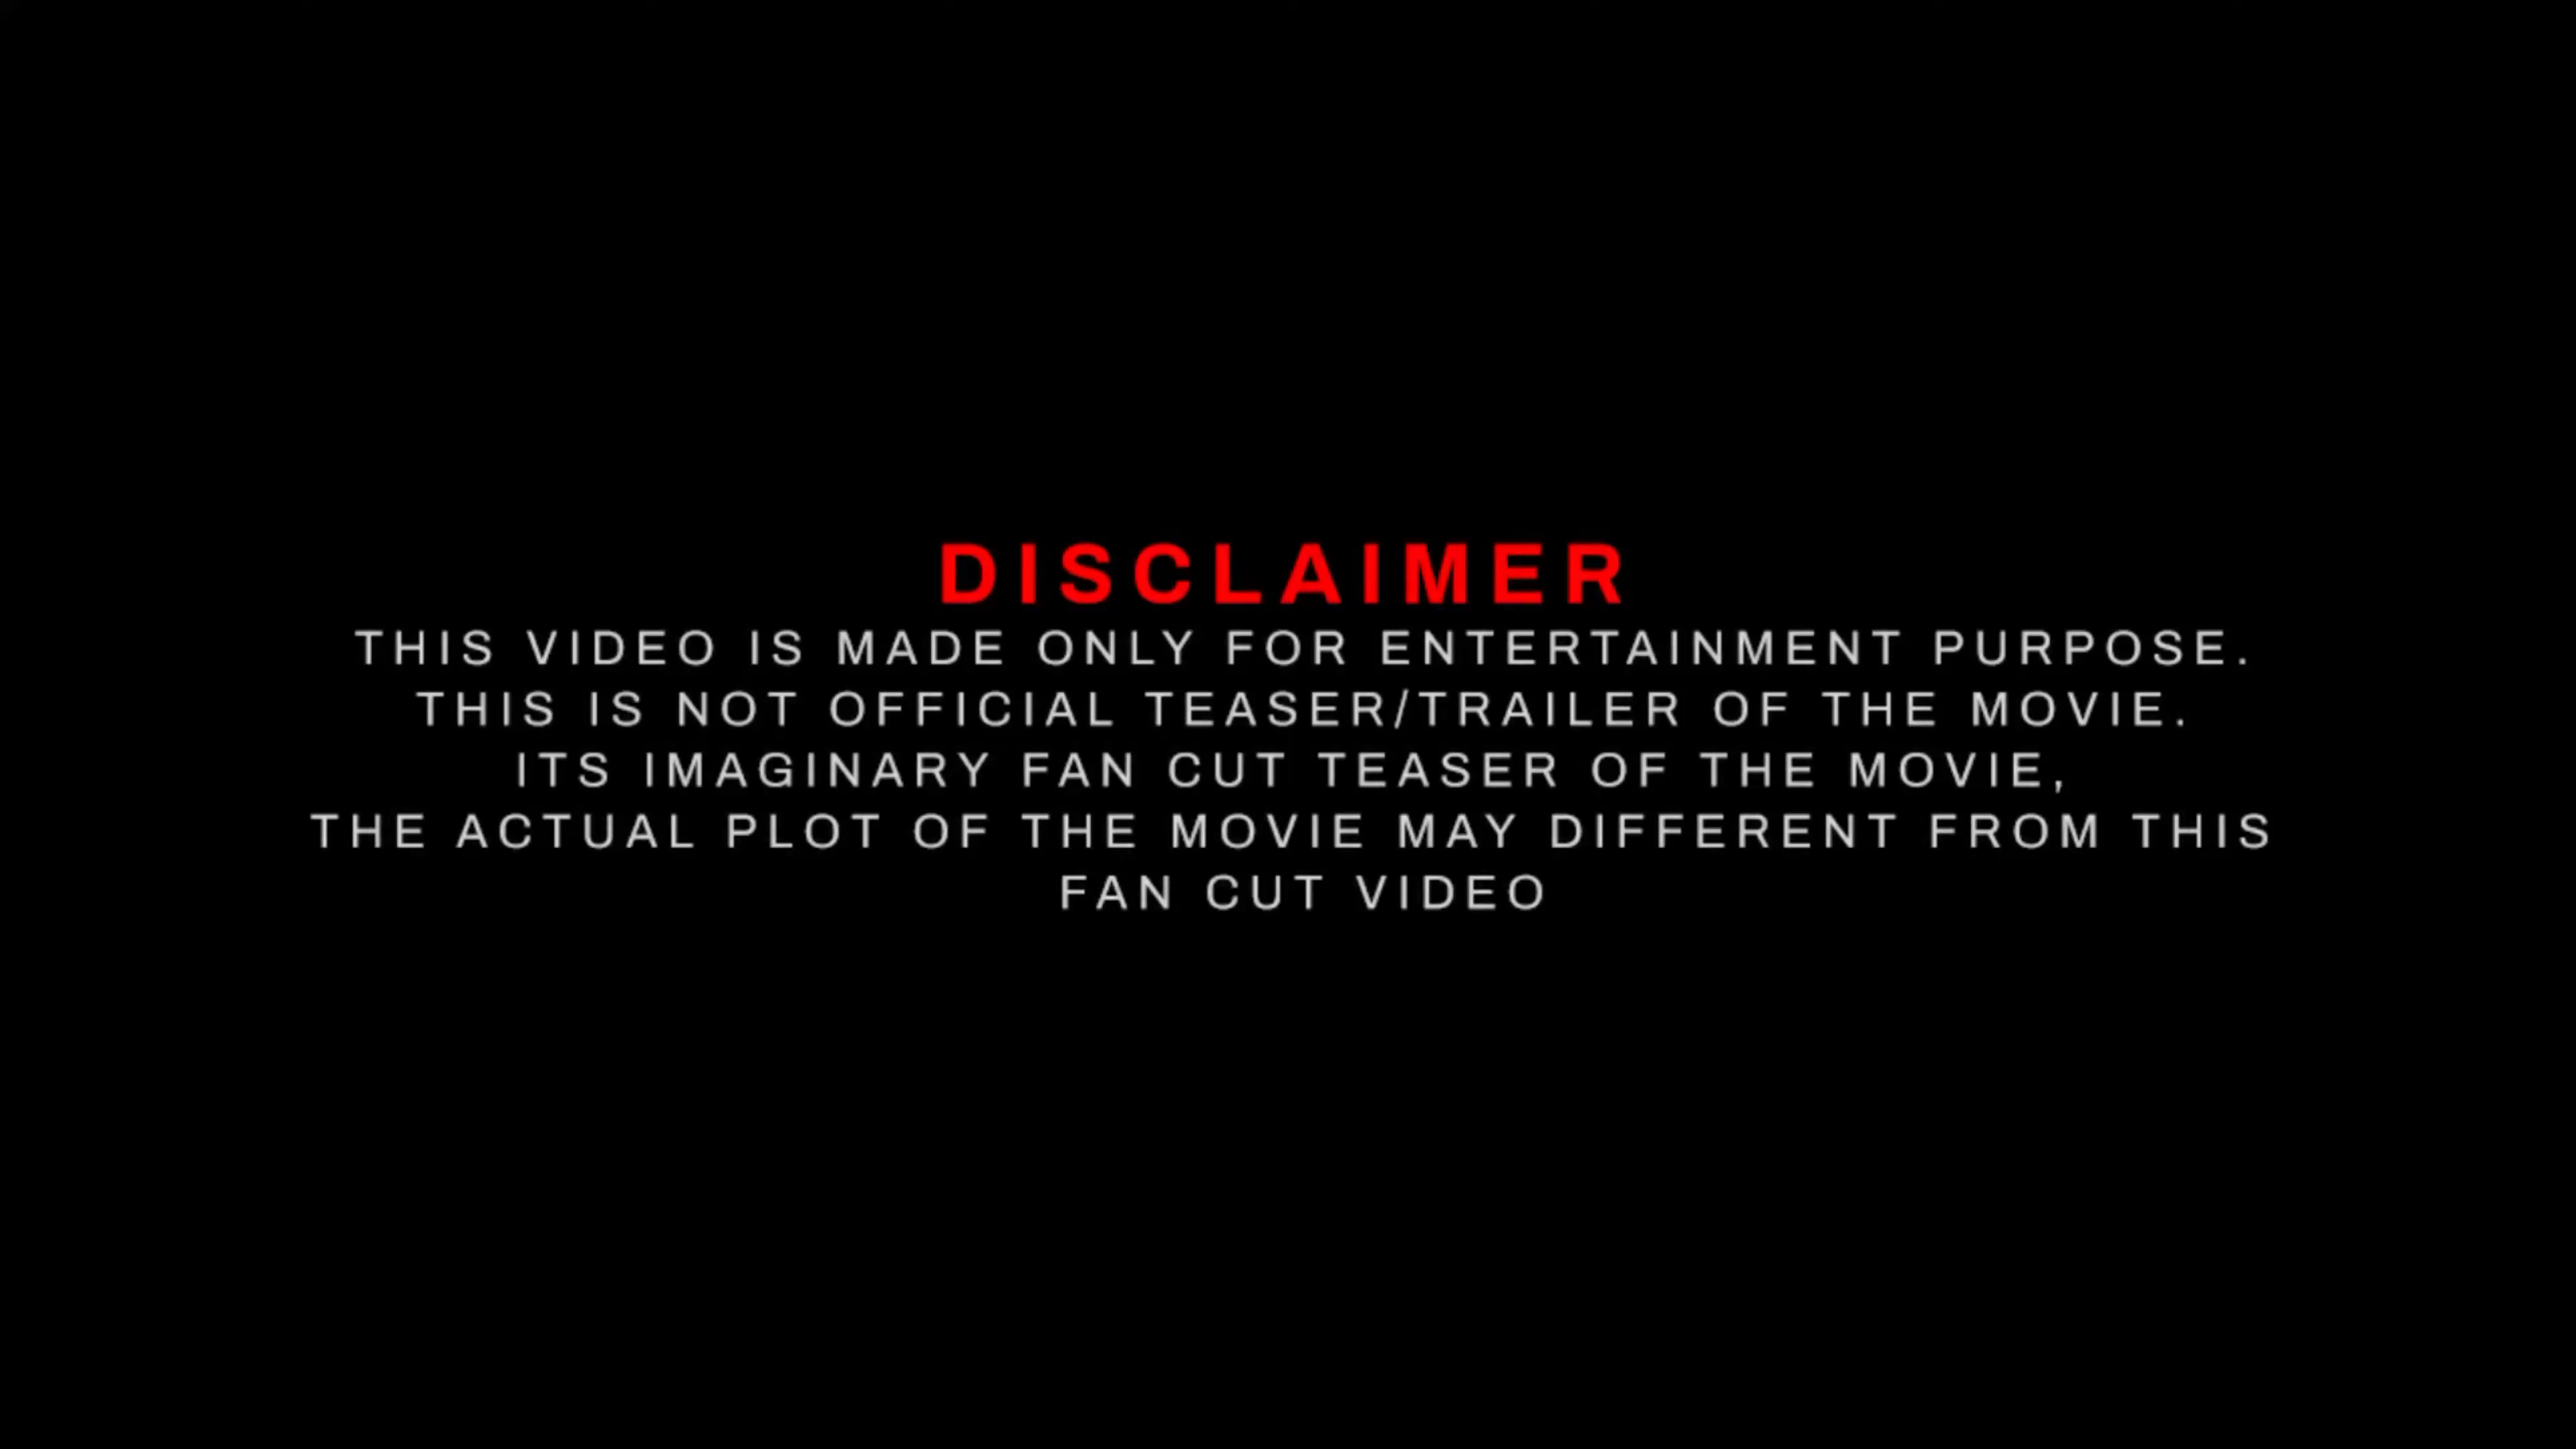 DISCLAIMER
THIS VIDEO IS MADE ONLY FOR ENTERTAINMENT PURPOSE.
THIS IS NOT OFFICIAL TEASER/TRAILER OF THE MOVIE.
ITS IMAGINARY FAN CUT TEASER OF THE MOVIE,
THE ACTUAL PLOT OF THE MOVIE MAY DIFFERENT FROM THIS
FAN CUT VIDEO